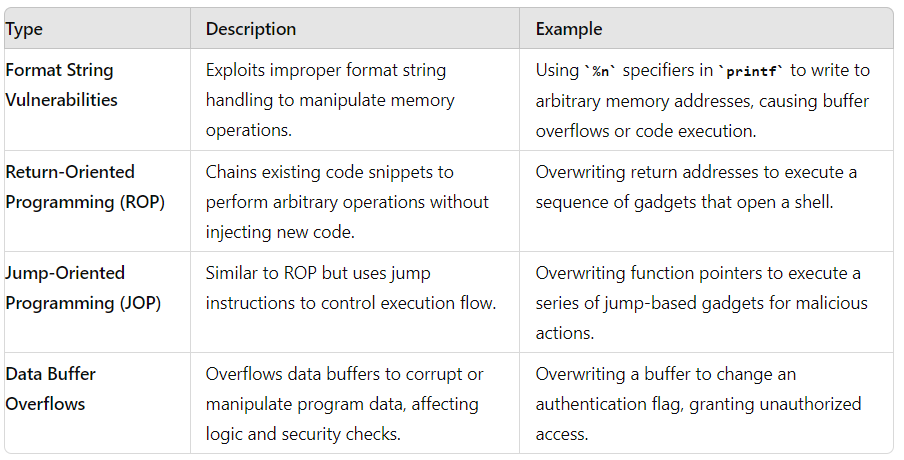 Type Description Example
Format String
Vulnerabilities
Exploits improper format string
handling to manipulate memory
operations.
Using `%n` specifiers in `printf` to write to
arbitrary memory addresses, causing buffer
overflows or code execution.
Return-Oriented
Programming (ROP)
Chains existing code snippets to
perform arbitrary operations without
injecting new code.
Overwriting return addresses to execute a
sequence of gadgets that open a shell.
Jump-Oriented
Programming (JOP)
Similar to ROP but uses jump
instructions to control execution flow.
Overwriting function pointers to execute a
series of jump-based gadgets for malicious
actions.
Data Buffer
Overflows
Overflows data buffers to corrupt or
manipulate program data, affecting
logic and security checks.
Overwriting a buffer to change an
authentication flag, granting unauthorized
access.